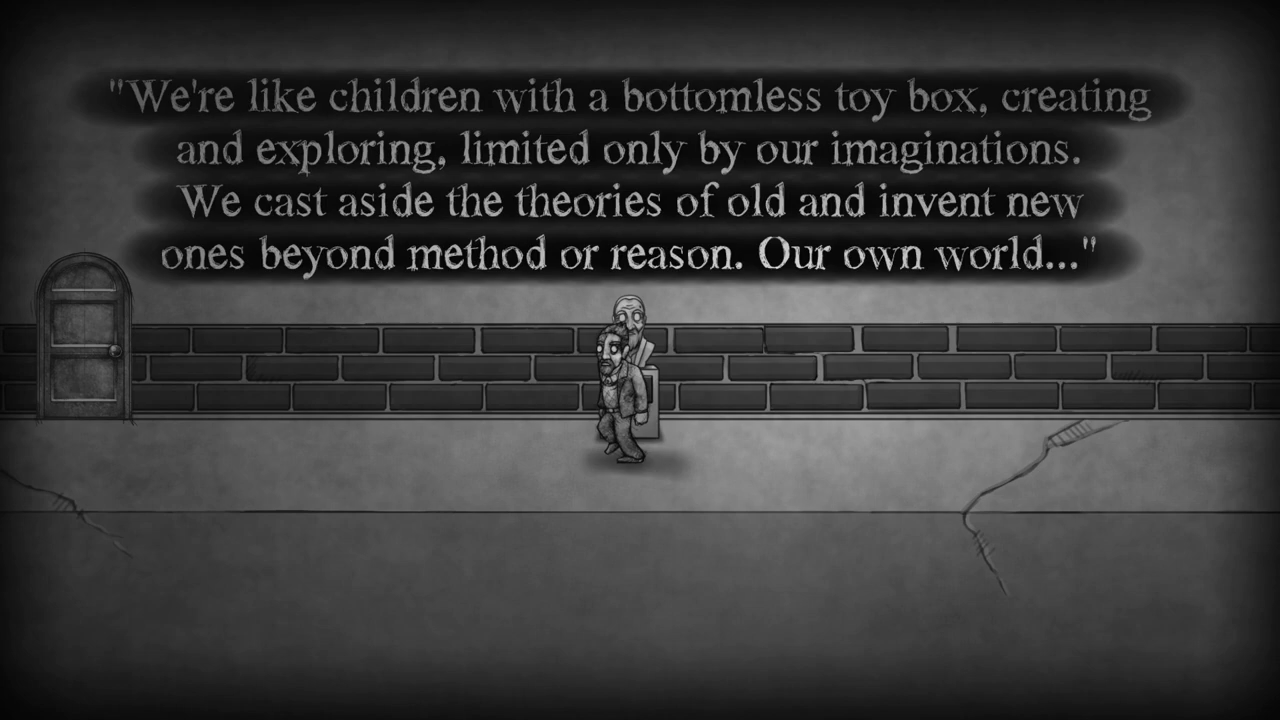 "We're like children with a bottomless toy box, creating
and exploring, limited only by our imaginations.
We cast aside the theories of old and invent new
ones beyond method or reason. Our own world..."